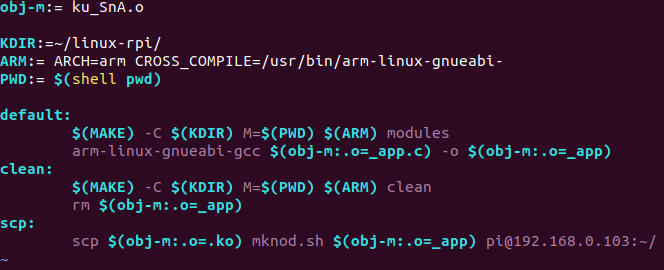 obj-m:= ku_SnA.o
KDIR:=~/linux-rpi/
ARM:= ARCH=arm CROSS_COMPILE=/usr/bin/arm-linux-gnueabi-
PWD:= $(shell pwd)
default:
$(MAKE) -C $(KDIR) M=$(PWD) $(ARM) modules
arm-linux-gnueabi-gcc $(obj-m:.o=_app.c) -o $(obj-m:.o=_app)
clean:
$(MAKE) -C $(KDIR) M=$(PWD) $(ARM) clean
rm $(obj-m:.o=_app)
scp:
scp $(obj-m:.o=.ko) mknod.sh $(obj-m:.o=_app) pi@192.168.0.103:~/
~